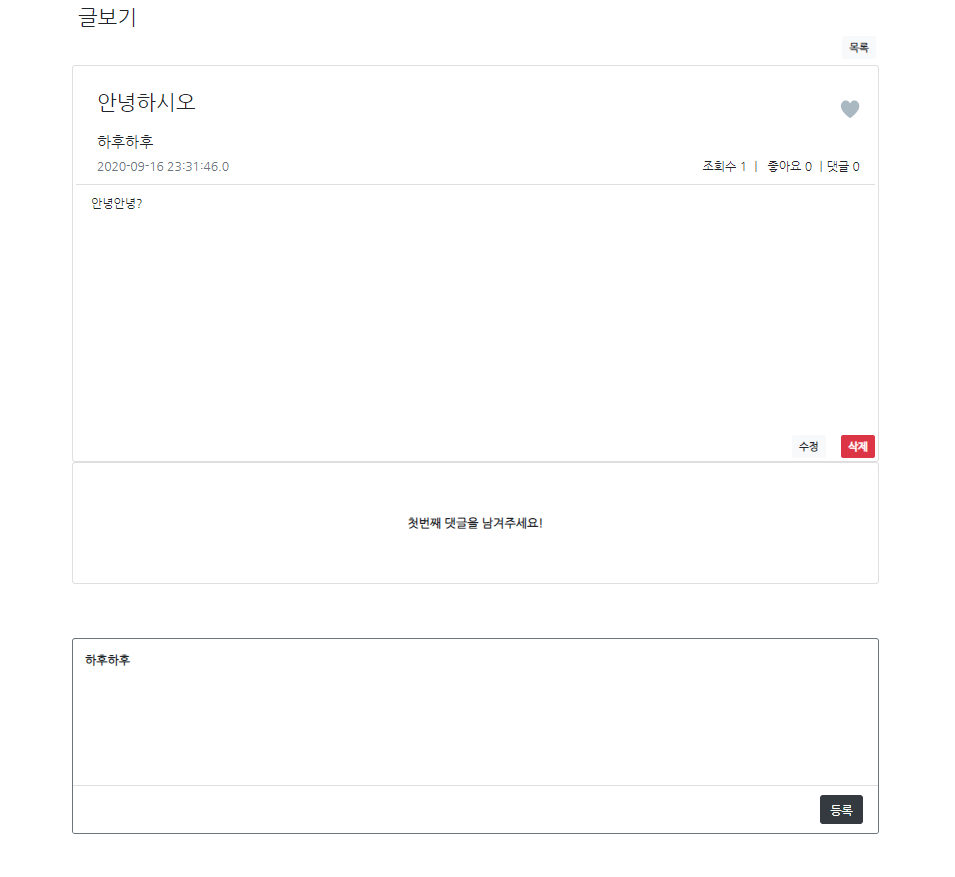 글보기
목록
안녕하시오
하후하후
2020-09-16 23:31:46.0
조회수 1 | 좋아요 0 | 댓글 0
안녕안녕?
수정 삭제
첫번째 댓글을 남겨주세요!
하후하후
등록